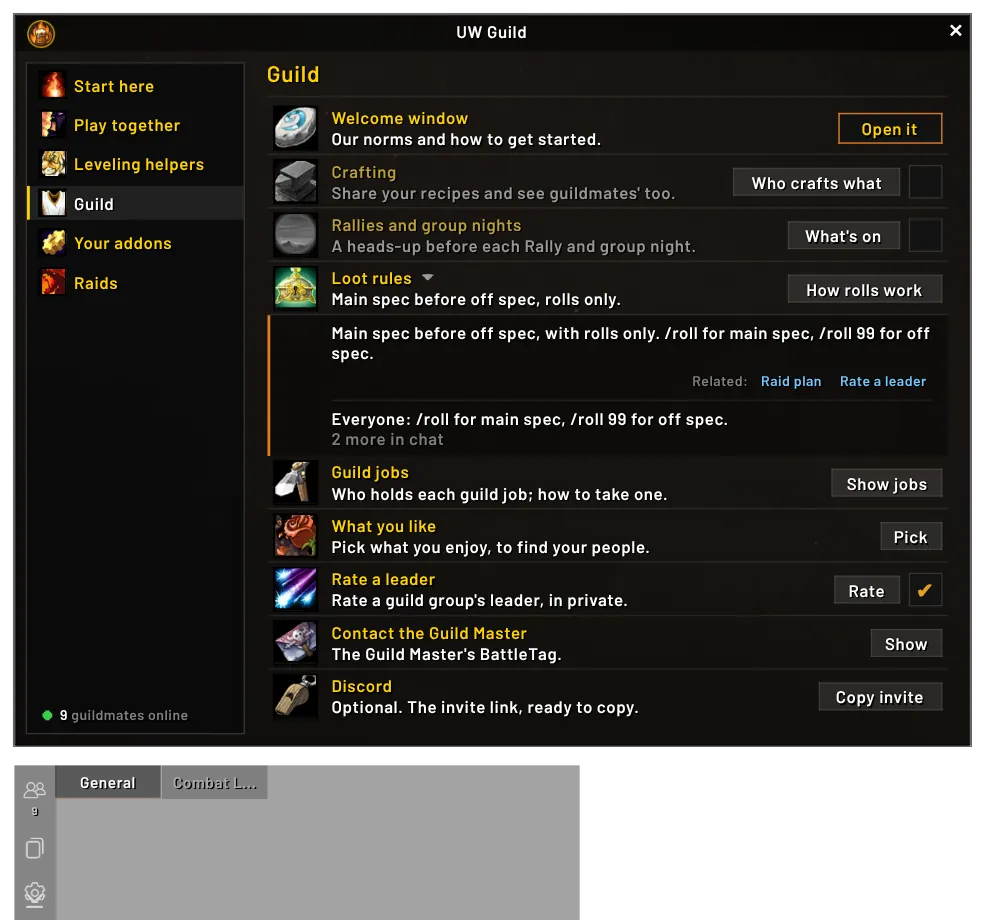 UW Guild
Start here
Play together
Leveling helpers
Guild
Your addons
Raids
9 guildmates online
Guild
Welcome window
Our norms and how to get started.
Open it
Crafting
Share your recipes and see guildmates' too.
Who crafts what
Rallies and group nights
A heads-up before each Rally and group night.
What's on
Loot rules
Main spec before off spec, rolls only.
How rolls work
Main spec before off spec, with rolls only. /roll for main spec, /roll 99 for off
spec.
Related: Raid plan Rate a leader
Everyone: /roll for main spec, /roll 99 for off spec.
2 more in chat
Guild jobs
Who holds each guild job; how to take one.
Show jobs
What you like
Pick what you enjoy, to find your people.
Pick
Rate a leader
Rate a guild group's leader, in private.
Rate
Contact the Guild Master
The Guild Master's BattleTag.
Show
Discord
Optional. The invite link, ready to copy.
Copy invite
General
Combat L...
9